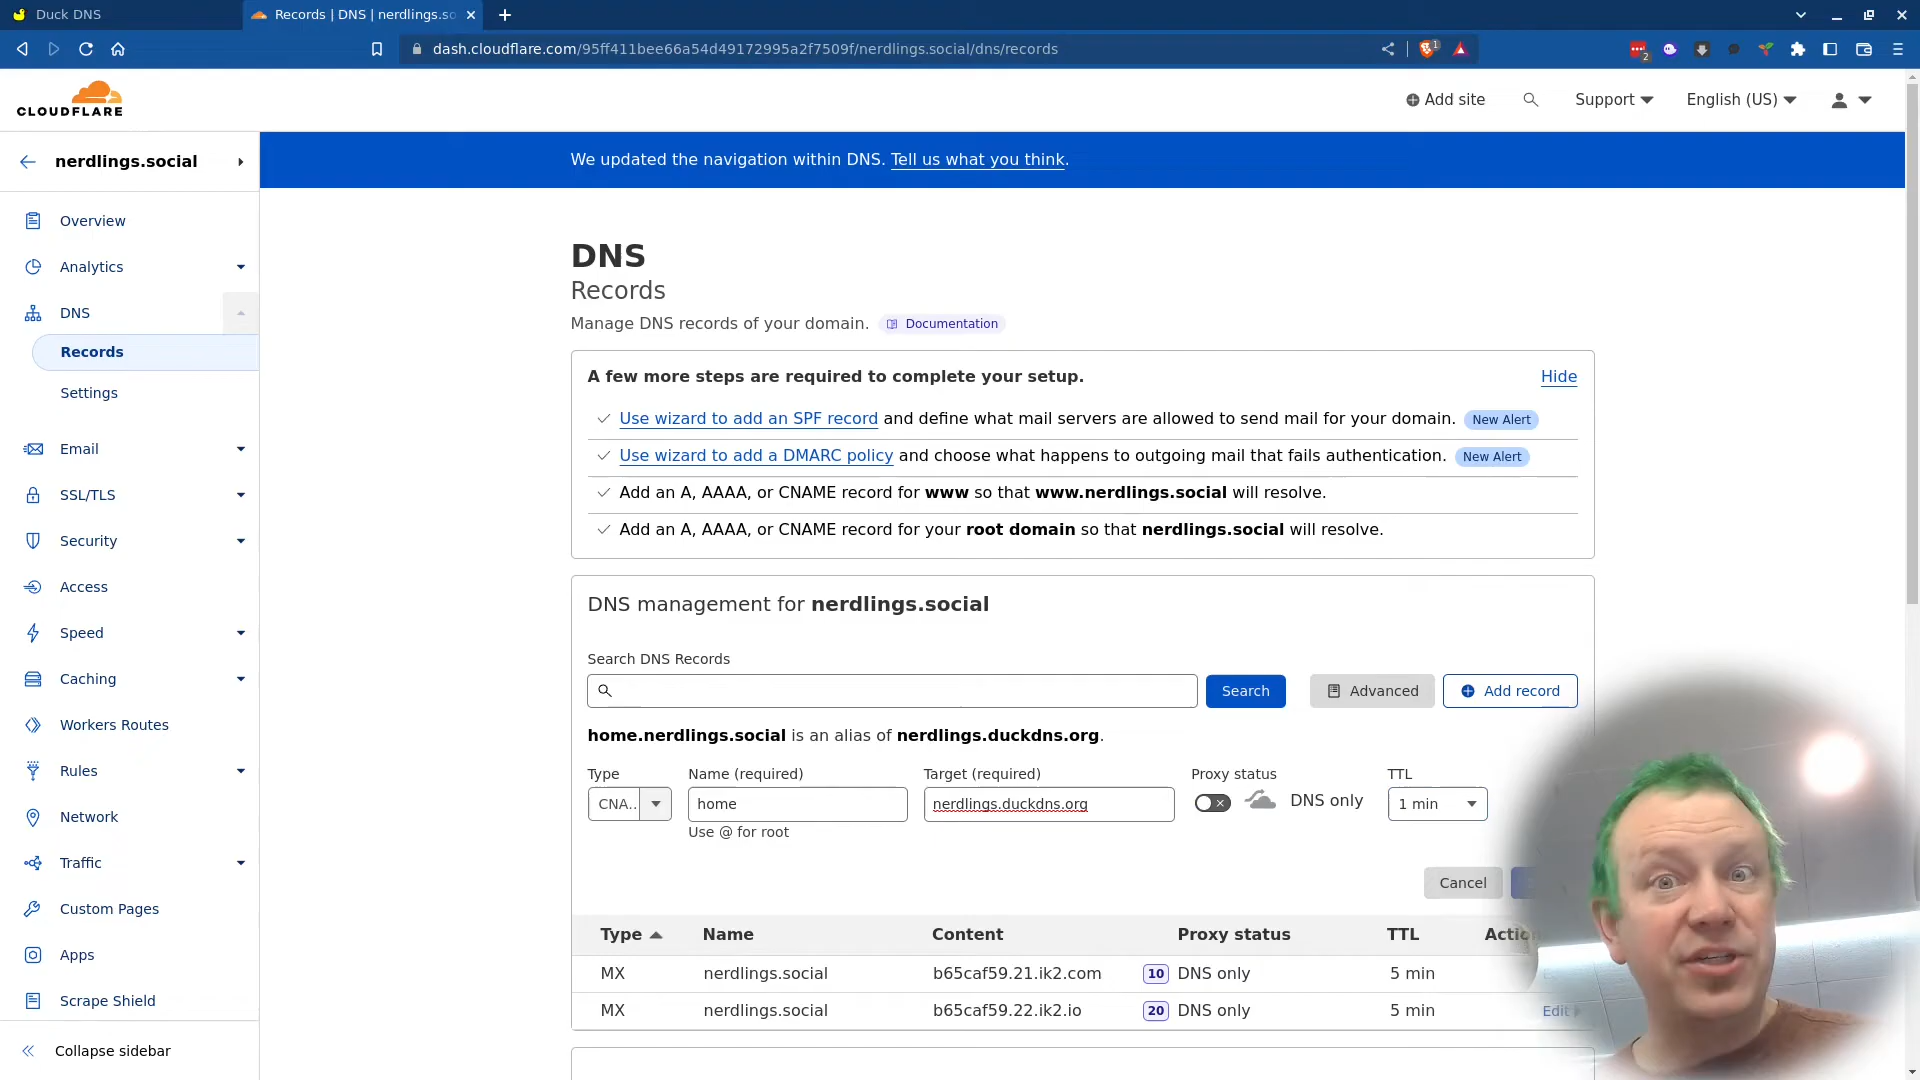 Duck DNS
Records | DNS | nerdlings.so
dash.cloudflare.com/95ff411bee66a54d49172995a2f7509f/nerdlings.social/dns/records
1
2
CLOUDFLARE
Add site
Support
English (US)
nerdlings.social
We updated the navigation within DNS. Tell us what you think.
Overview
Analytics
DNS
Records
Settings
Email
SSL/TLS
Security
Access
Speed
Caching
Workers Routes
Rules
Network
Traffic
Custom Pages
Apps
Scrape Shield
Collapse sidebar
DNS
Records
Manage DNS records of your domain. Documentation
A few more steps are required to complete your setup. Hide
Use wizard to add an SPF record and define what mail servers are allowed to send mail for your domain. New Alert
Use wizard to add a DMARC policy and choose what happens to outgoing mail that fails authentication. New Alert
Add an A, AAAA, or CNAME record for www so that www.nerdlings.social will resolve.
Add an A, AAAA, or CNAME record for your root domain so that nerdlings.social will resolve.
DNS management for nerdlings.social
Search DNS Records
Search Advanced Add record
home.nerdlings.social is an alias of nerdlings.duckdns.org.
Type Name (required) Target (required) Proxy status TTL
CNA.. home nerdlings.duckdns.org DNS only 1 min
Use @ for root
Cancel
Type Name Content Proxy status TTL Actio
MX nerdlings.social b65caf59.21.ik2.com 10 DNS only 5 min
MX nerdlings.social b65caf59.22.ik2.io 20 DNS only 5 min Edit